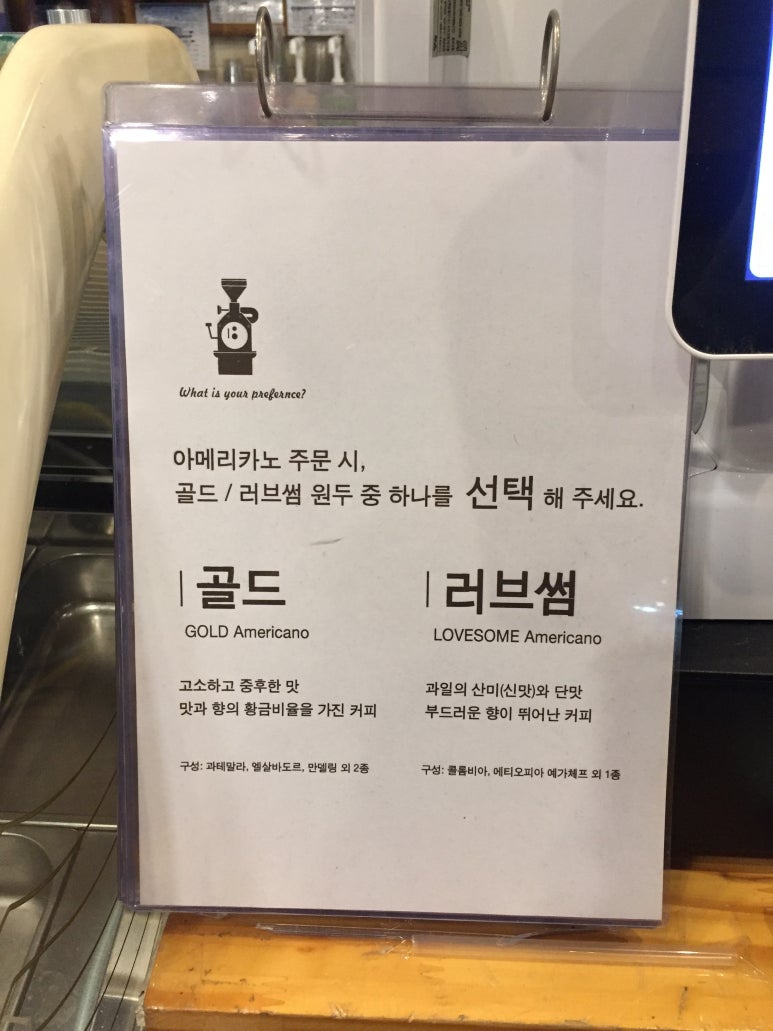 What is your prefernce?
아메리카노 주문 시,
골드 / 러브썸 원두 중 하나를 선택 해 주세요.
골드
GOLD Americano
고소하고 중후한 맛
맛과 향의 황금비율을 가진 커피
구성: 과테말라, 엘살바도르, 만델링 외 2종
러브썸
LOVESOME Americano
과일의 산미(신맛)와 단맛
부드러운 향이 뛰어난 커피
구성: 콜롬비아, 에티오피아 예가체프 외 1종